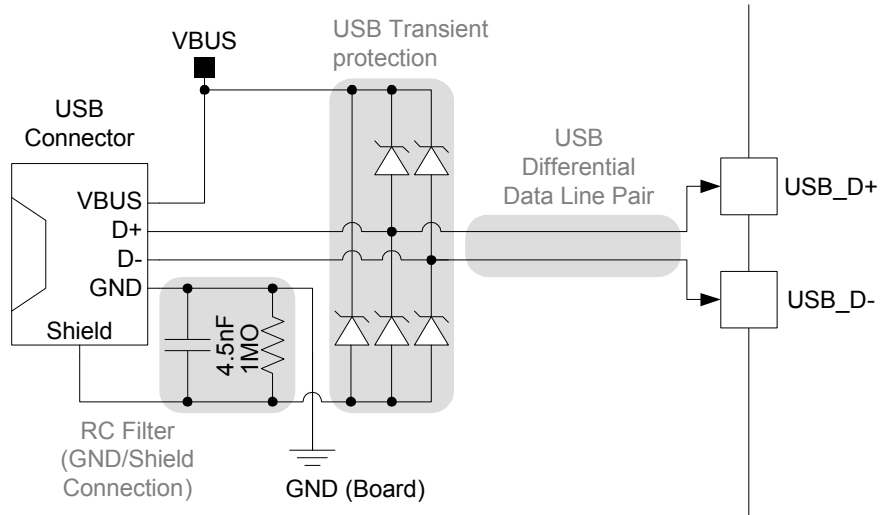 USB Transient
protection
VBUS
USB
Connector
USB
Differential
Data Line Pair
VBUS
D+
D-
GND
Shield
USB_D+
USB_D-
4.5nF
1MO
RC Filter
(GND/Shield
Connection)
GND (Board)